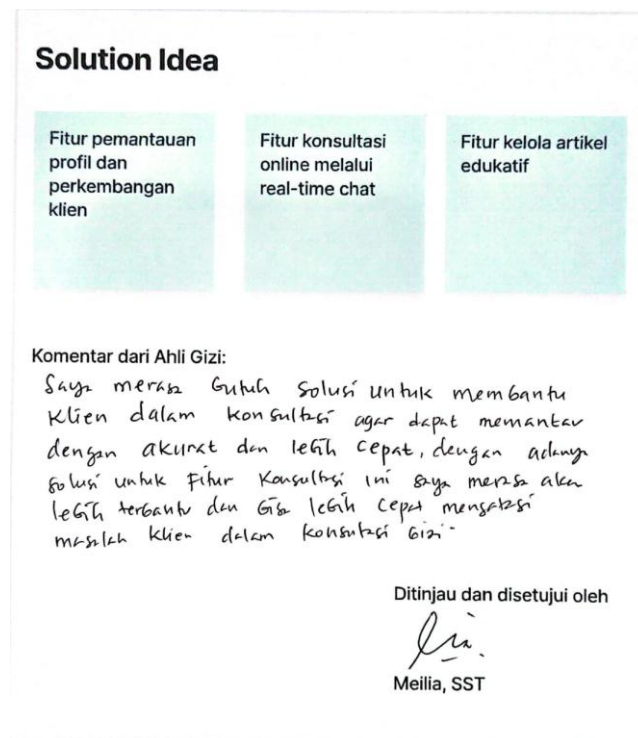 Solution Idea
Fitur pemantauan
profil dan
perkembangan
klien
Fitur konsultasi
online melalui
real-time chat
Fitur kelola artikel
edukatif
Komentar dari Ahli Gizi:
Saya merasa butuh solusi untuk membantu
klien dalam konsultasi agar dapat memantau
dengan akurat dan lebih cepat, dengan adanya
solusi untuk Fitur Konsultasi ini saya merasa akan
lebih terbantu dan bisa lebih cepat mengatasi
masalah klien dalam konsultasi Gizi.
Ditinjau dan disetujui oleh
Meilia, SST